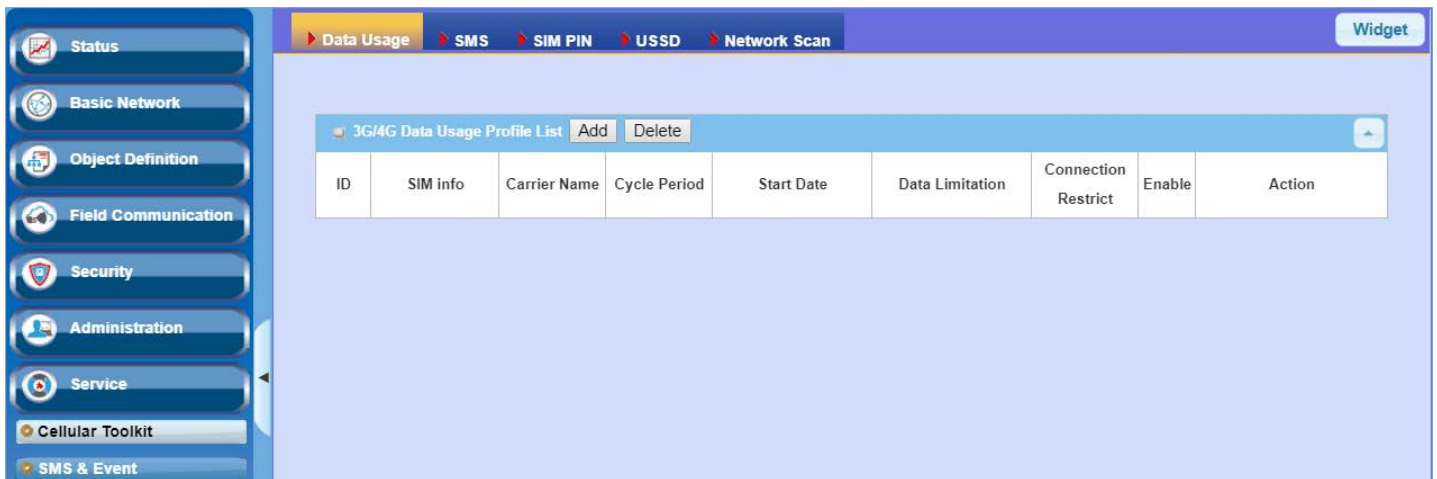 Status
Basic Network
Object Definition
Field Communication
Security
Administration
Service
Cellular Toolkit
SMS & Event
Data Usage SMS SIM PIN USSD Network Scan
Widget
3G/4G Data Usage Profile List Add Delete
ID SIM info Carrier Name Cycle Period Start Date Data Limitation Connection Restrict Enable Action